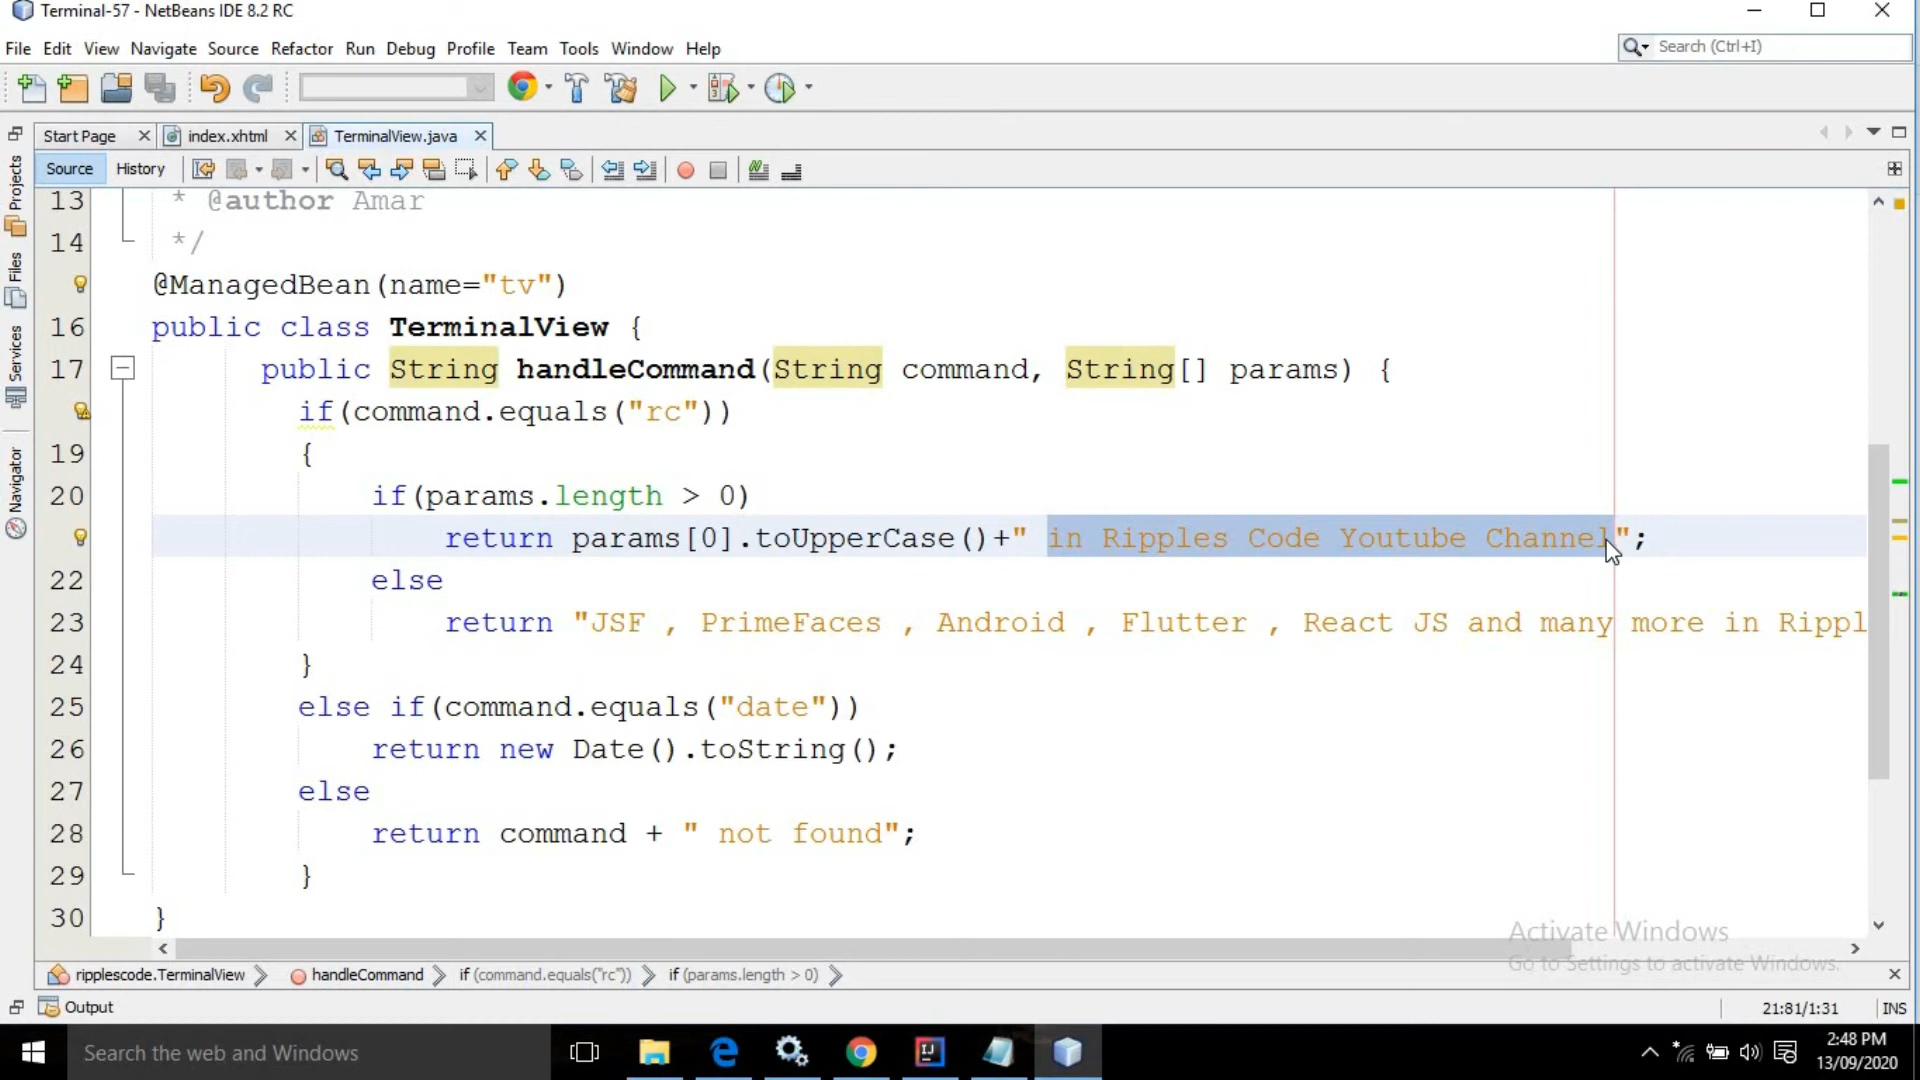 Terminal-57 - NetBeans IDE 8.2 RC
File Edit View Navigate Source Refactor Run Debug Profile Team Tools Window Help
Search (Ctrl+I)
Start Page
index.xhtml
TerminalView.java
Source History
Projects
Files
Services
Navigator
13 * @author Amar
14 */
@ManagedBean(name="tv")
16 public class TerminalView {
17 public String handleCommand(String command, String[] params) {
if(command.equals("rc"))
19 {
20 if(params.length > 0)
return params[0].toUpperCase()+" in Ripples Code Youtube Channel";
22 else
23 return "JSF , PrimeFaces , Android , Flutter , React JS and many more in Rippl
24 }
25 else if(command.equals("date"))
26 return new Date().toString();
27 else
28 return command + " not found";
29 }
30 }
Activate Windows
Go to Settings to activate Windows.
ripplescode.TerminalView
handleCommand
if (command.equals("rc"))
if (params.length > 0)
Output
21:81/1:31
INS
Search the web and Windows
2:48 PM
13/09/2020